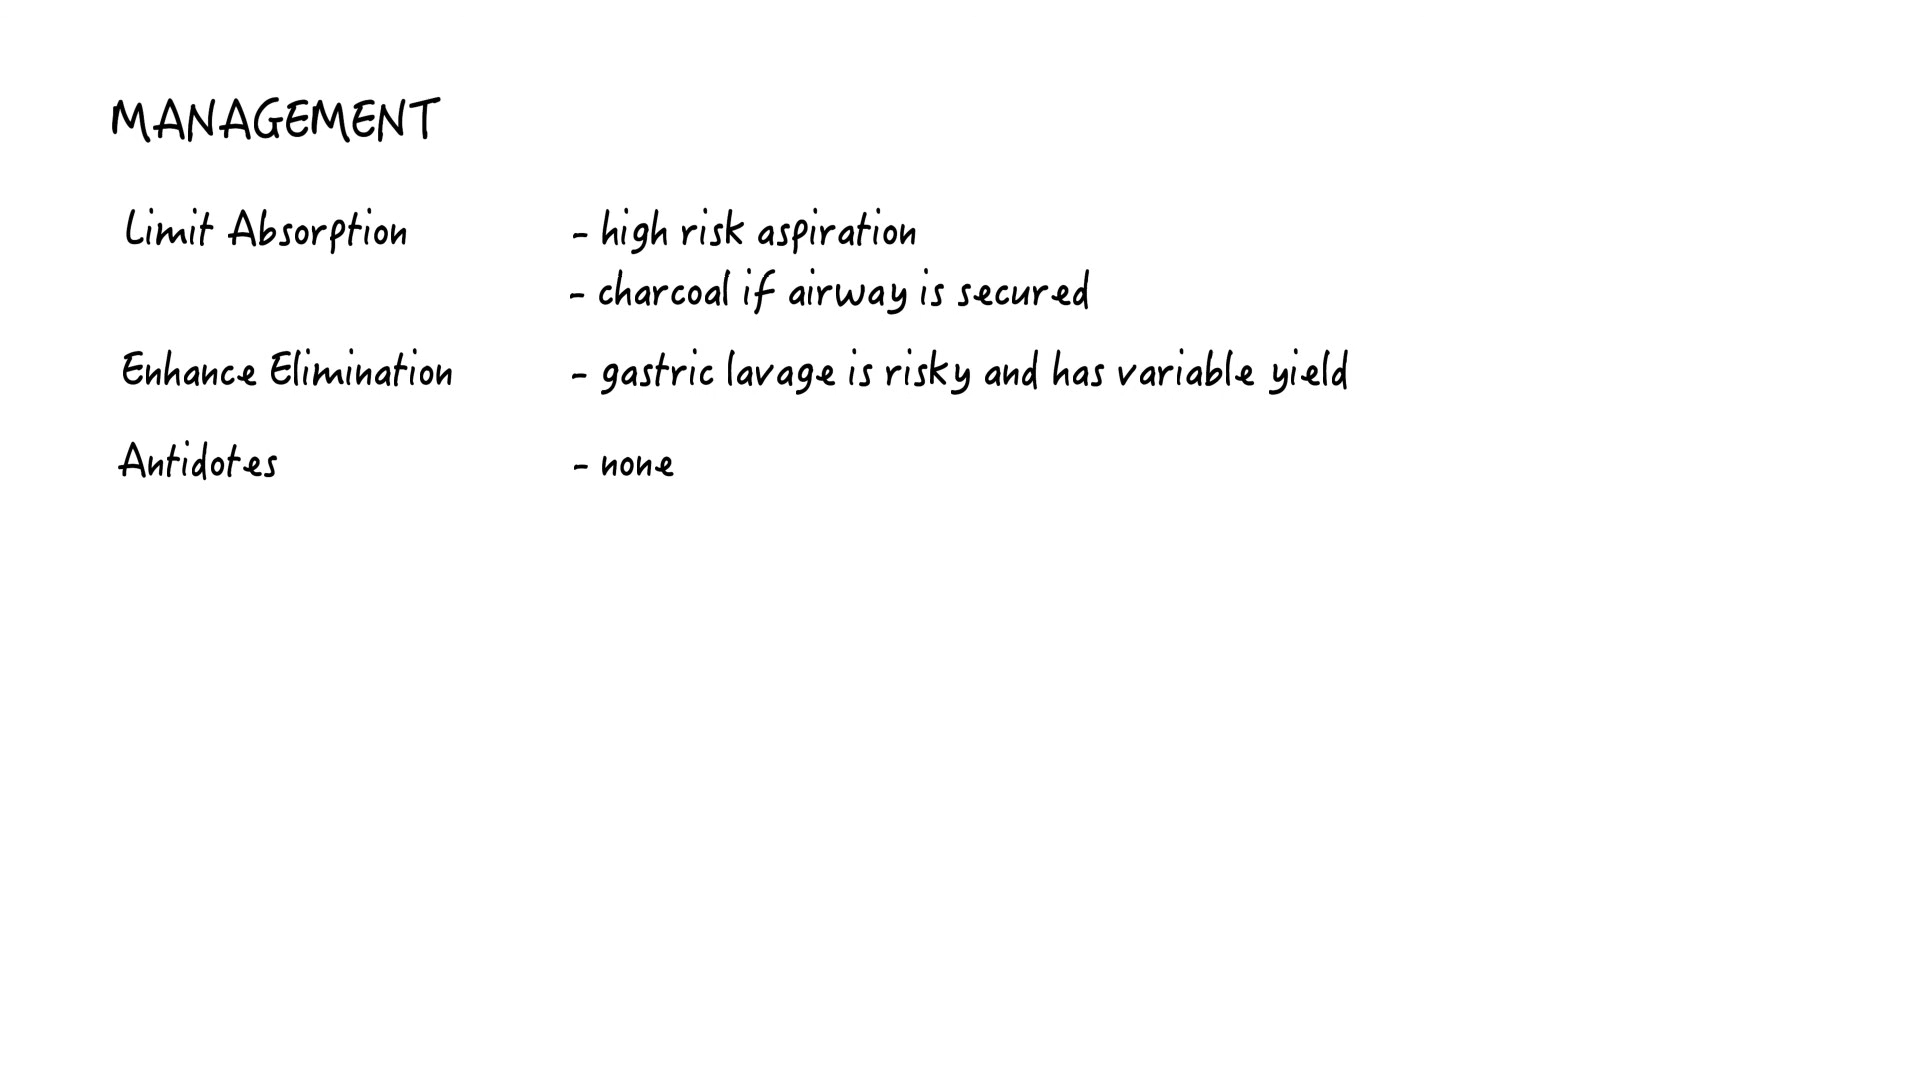 MANAGEMENT
Limit Absorption - high risk aspiration
- charcoal if airway is secured
Enhance Elimination - gastric lavage is risky and has variable yield
Antidotes - none